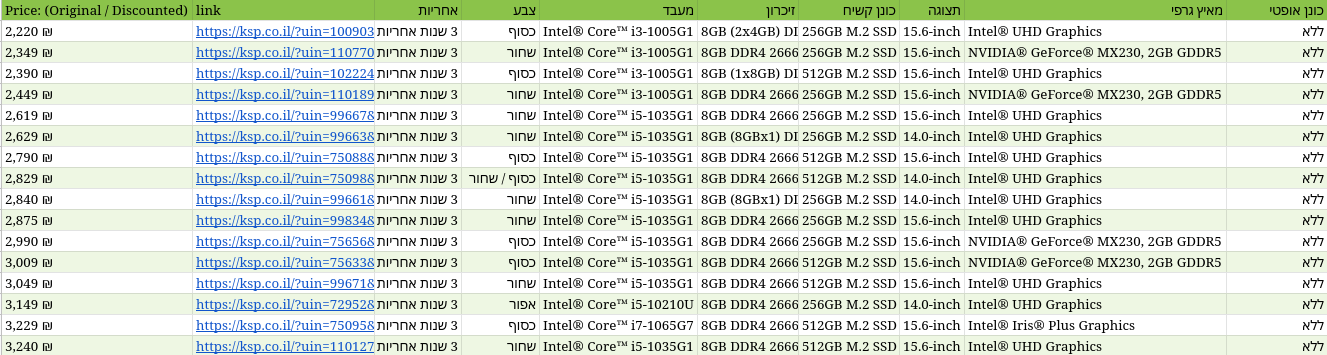 Price: (Original / Discounted) link אחריות צבע מעבד זיכרון כונן קשיח תצוגה מאיץ גרפי כונן אופטי
2,220 ₪ https://ksp.co.il/?uin=100903 3 שנות אחריות כסוף Intel® Core™ i3-1005G1 8GB (2x4GB) DI 256GB M.2 SSD 15.6-inch Intel® UHD Graphics ללא
2,349 ₪ https://ksp.co.il/?uin=110770 3 שנות אחריות שחור Intel® Core™ i3-1005G1 8GB DDR4 2666 256GB M.2 SSD 15.6-inch NVIDIA® GeForce® MX230, 2GB GDDR5 ללא
2,390 ₪ https://ksp.co.il/?uin=102224 3 שנות אחריות כסוף Intel® Core™ i3-1005G1 8GB (1x8GB) DI 512GB M.2 SSD 15.6-inch Intel® UHD Graphics ללא
2,449 ₪ https://ksp.co.il/?uin=110189 3 שנות אחריות שחור Intel® Core™ i3-1005G1 8GB DDR4 2666 256GB M.2 SSD 15.6-inch NVIDIA® GeForce® MX230, 2GB GDDR5 ללא
2,619 ₪ https://ksp.co.il/?uin=99667& 3 שנות אחריות שחור Intel® Core™ i5-1035G1 8GB DDR4 2666 256GB M.2 SSD 15.6-inch Intel® UHD Graphics ללא
2,629 ₪ https://ksp.co.il/?uin=99663& 3 שנות אחריות שחור Intel® Core™ i5-1035G1 8GB (8GBx1) DI 256GB M.2 SSD 14.0-inch Intel® UHD Graphics ללא
2,790 ₪ https://ksp.co.il/?uin=75088& 3 שנות אחריות כסוף Intel® Core™ i5-1035G1 8GB DDR4 2666 512GB M.2 SSD 15.6-inch Intel® UHD Graphics ללא
2,829 ₪ https://ksp.co.il/?uin=75098& 3 שנות אחריות כסוף / שחור Intel® Core™ i5-1035G1 8GB DDR4 2666 512GB M.2 SSD 14.0-inch Intel® UHD Graphics ללא
2,840 ₪ https://ksp.co.il/?uin=99661& 3 שנות אחריות שחור Intel® Core™ i5-1035G1 8GB (8GBx1) DI 256GB M.2 SSD 14.0-inch Intel® UHD Graphics ללא
2,875 ₪ https://ksp.co.il/?uin=99834& 3 שנות אחריות שחור Intel® Core™ i5-1035G1 8GB DDR4 2666 256GB M.2 SSD 15.6-inch Intel® UHD Graphics ללא
2,990 ₪ https://ksp.co.il/?uin=75656& 3 שנות אחריות כסוף Intel® Core™ i5-1035G1 8GB DDR4 2666 256GB M.2 SSD 15.6-inch NVIDIA® GeForce® MX230, 2GB GDDR5 ללא
3,009 ₪ https://ksp.co.il/?uin=75633& 3 שנות אחריות כסוף Intel® Core™ i5-1035G1 8GB DDR4 2666 512GB M.2 SSD 15.6-inch NVIDIA® GeForce® MX230, 2GB GDDR5 ללא
3,049 ₪ https://ksp.co.il/?uin=99671& 3 שנות אחריות שחור Intel® Core™ i5-1035G1 8GB DDR4 2666 512GB M.2 SSD 15.6-inch Intel® UHD Graphics ללא
3,149 ₪ https://ksp.co.il/?uin=72952& 3 שנות אחריות אפור Intel® Core™ i5-10210U 8GB DDR4 2666 256GB M.2 SSD 14.0-inch Intel® UHD Graphics ללא
3,229 ₪ https://ksp.co.il/?uin=75095& 3 שנות אחריות כסוף Intel® Core™ i7-1065G7 8GB DDR4 2666 512GB M.2 SSD 15.6-inch Intel® Iris® Plus Graphics ללא
3,240 ₪ https://ksp.co.il/?uin=110127 3 שנות אחריות שחור Intel® Core™ i5-1035G1 8GB DDR4 2666 512GB M.2 SSD 15.6-inch Intel® UHD Graphics ללא